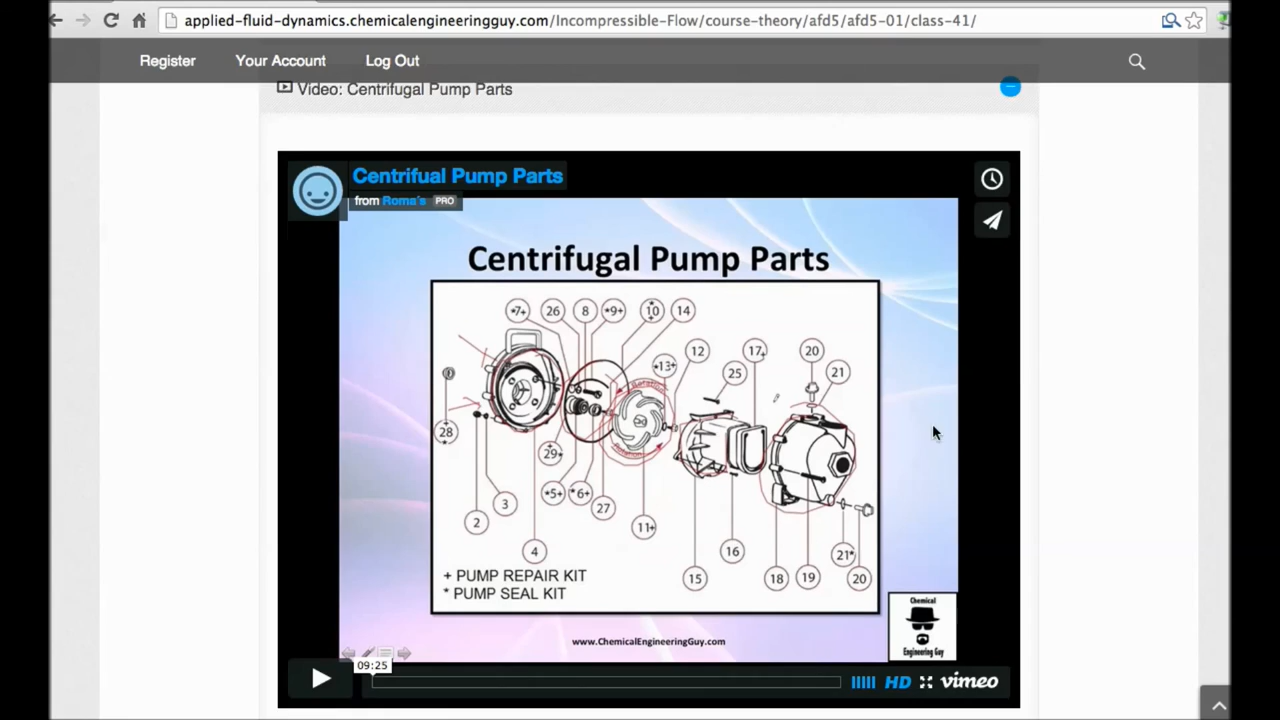 applied-fluid-dynamics.chemicalengineeringguy.com/Incompressible-Flow/course-theory/afd5/afd5-01/class-41/
Register Your Account Log Out
Video: Centrifugal Pump Parts
Centrifual Pump Parts
from Roma's PRO
Centrifugal Pump Parts
*7+ 26 8 *9+ *10+ 14
*13+ 12 17+ 20
25 21
Rotation
+28*
Rotation
+29+
*5+ *6+ 27
3
2 11+
4 16 21*
15 18 19 20
+ PUMP REPAIR KIT
* PUMP SEAL KIT
Chemical
Engineering Guy
www.ChemicalEngineeringGuy.com
09:25
HD vimeo